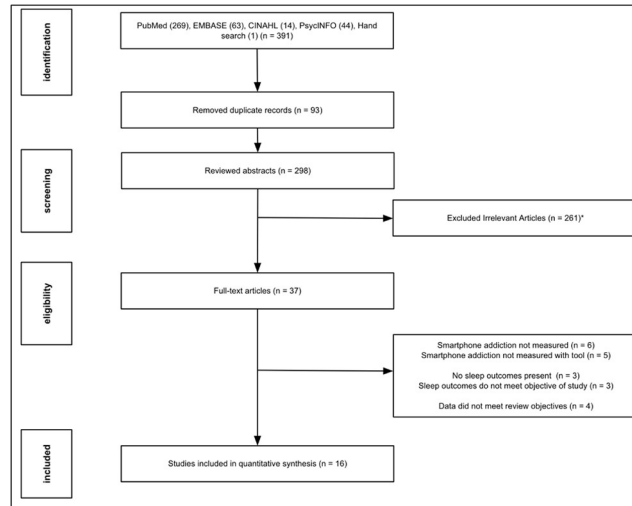 identification
PubMed (269), EMBASE (63), CINAHL (14), PsycINFO (44), Hand
search (1) (n = 391)
Removed duplicate records (n = 93)
screening
Reviewed abstracts (n = 298)
Excluded Irrelevant Articles (n = 261)*
eligibility
Full-text articles (n = 37)
Smartphone addiction not measured (n = 6)
Smartphone addiction not measured with tool (n = 5)
No sleep outcomes present (n = 3)
Sleep outcomes do not meet objective of study (n = 3)
Data did not meet review objectives (n = 4)
included
Studies included in quantitative synthesis (n = 16)